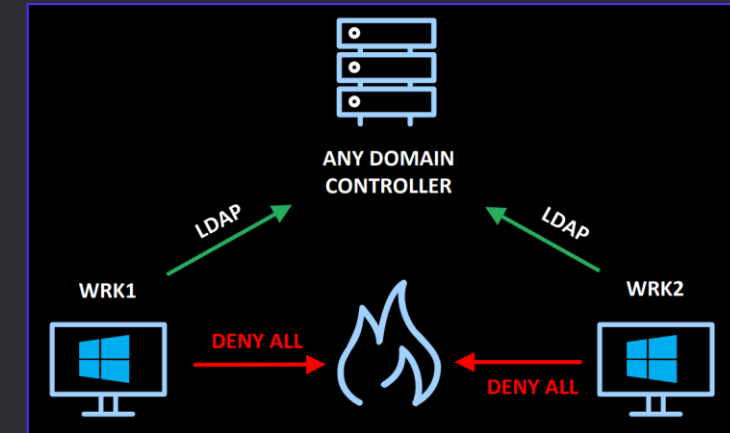 ANY DOMAIN
CONTROLLER
LDAP
LDAP
WRK1
WRK2
DENY ALL
DENY ALL